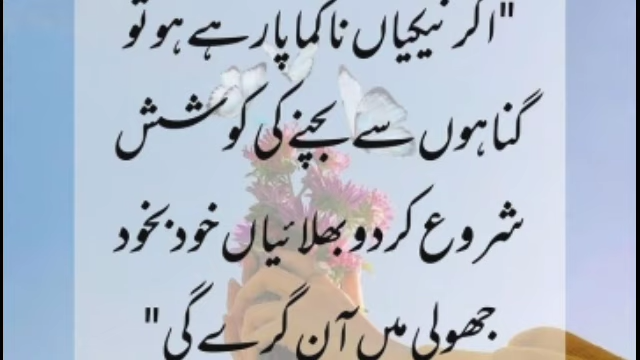 "اگر نیکیاں نا کما پا رہے ہو تو
گناہوں سے بچنے کی کوشش
شروع کر دو بھلائیاں خود بخود
جھولی میں آن گرے گی"